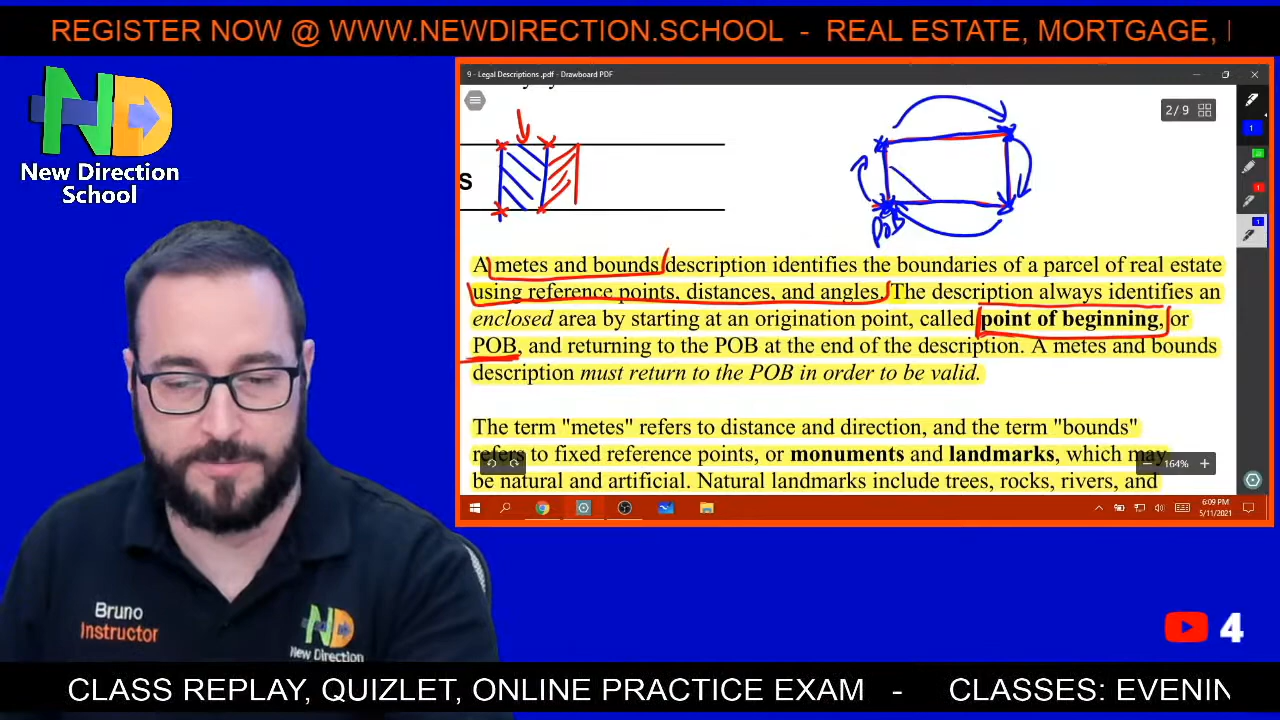 REGISTER NOW @ WWW.NEWDIRECTION.SCHOOL - REAL ESTATE, MORTGAGE,
ND
New Direction
School
9 - Legal Descriptions .pdf - Drawboard PDF
2/9
1
1
1
S
POB
A metes and bounds description identifies the boundaries of a parcel of real estate
using reference points, distances, and angles. The description always identifies an
enclosed area by starting at an origination point, called point of beginning, or
POB, and returning to the POB at the end of the description. A metes and bounds
description must return to the POB in order to be valid.
The term "metes" refers to distance and direction, and the term "bounds"
refers to fixed reference points, or monuments and landmarks, which may
be natural and artificial. Natural landmarks include trees, rocks, rivers, and
164%
6:09 PM
5/11/2021
Bruno
Instructor
ND
New Direction
4
CLASS REPLAY, QUIZLET, ONLINE PRACTICE EXAM - CLASSES: EVENIN